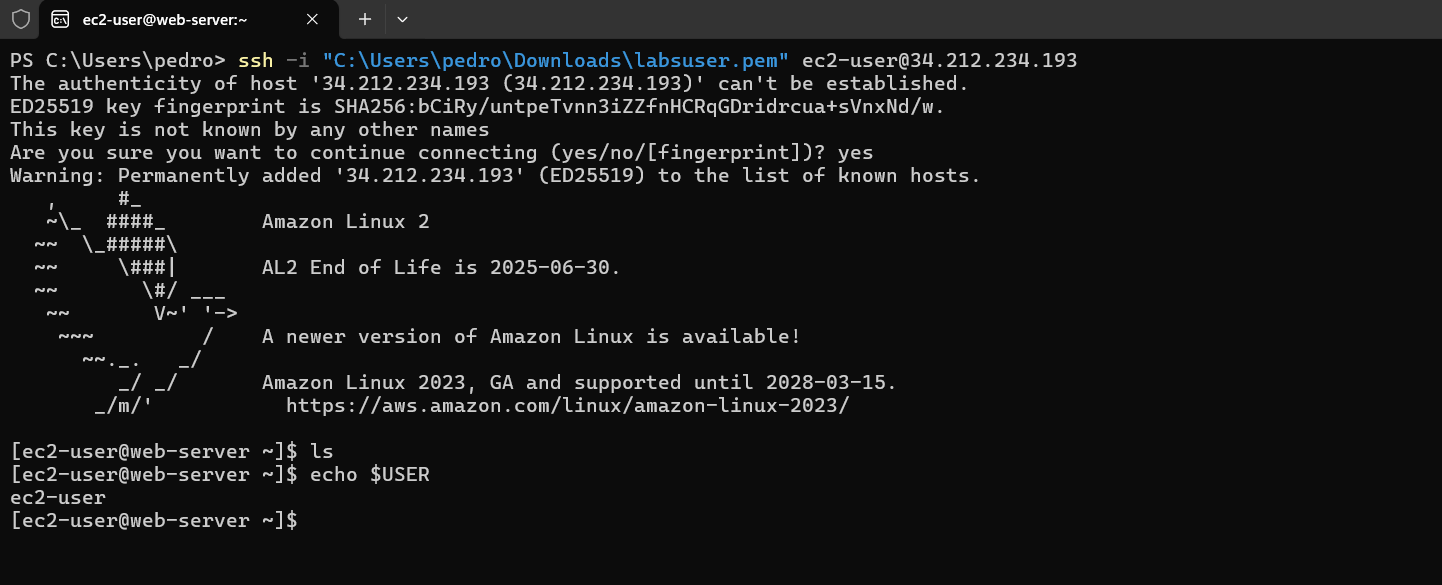 ec2-user@web-server:~
PS C:\Users\pedro> ssh -i "C:\Users\pedro\Downloads\labsuser.pem" ec2-user@34.212.234.193
The authenticity of host '34.212.234.193 (34.212.234.193)' can't be established.
ED25519 key fingerprint is SHA256:bCiRy/untpeTvnn3iZZfnHCRqGDridrcua+sVnxNd/w.
This key is not known by any other names
Are you sure you want to continue connecting (yes/no/[fingerprint])? yes
Warning: Permanently added '34.212.234.193' (ED25519) to the list of known hosts.
   ,     #_
   ~\_  ####_        Amazon Linux 2
  ~~  \_#####\
  ~~     \###|       AL2 End of Life is 2025-06-30.
  ~~       \#/ ___
   ~~       V~' '->
    ~~~         /    A newer version of Amazon Linux is available!
      ~~._.   _/
         _/ _/       Amazon Linux 2023, GA and supported until 2028-03-15.
       _/m/'           https://aws.amazon.com/linux/amazon-linux-2023/
[ec2-user@web-server ~]$ ls
[ec2-user@web-server ~]$ echo $USER
ec2-user
[ec2-user@web-server ~]$